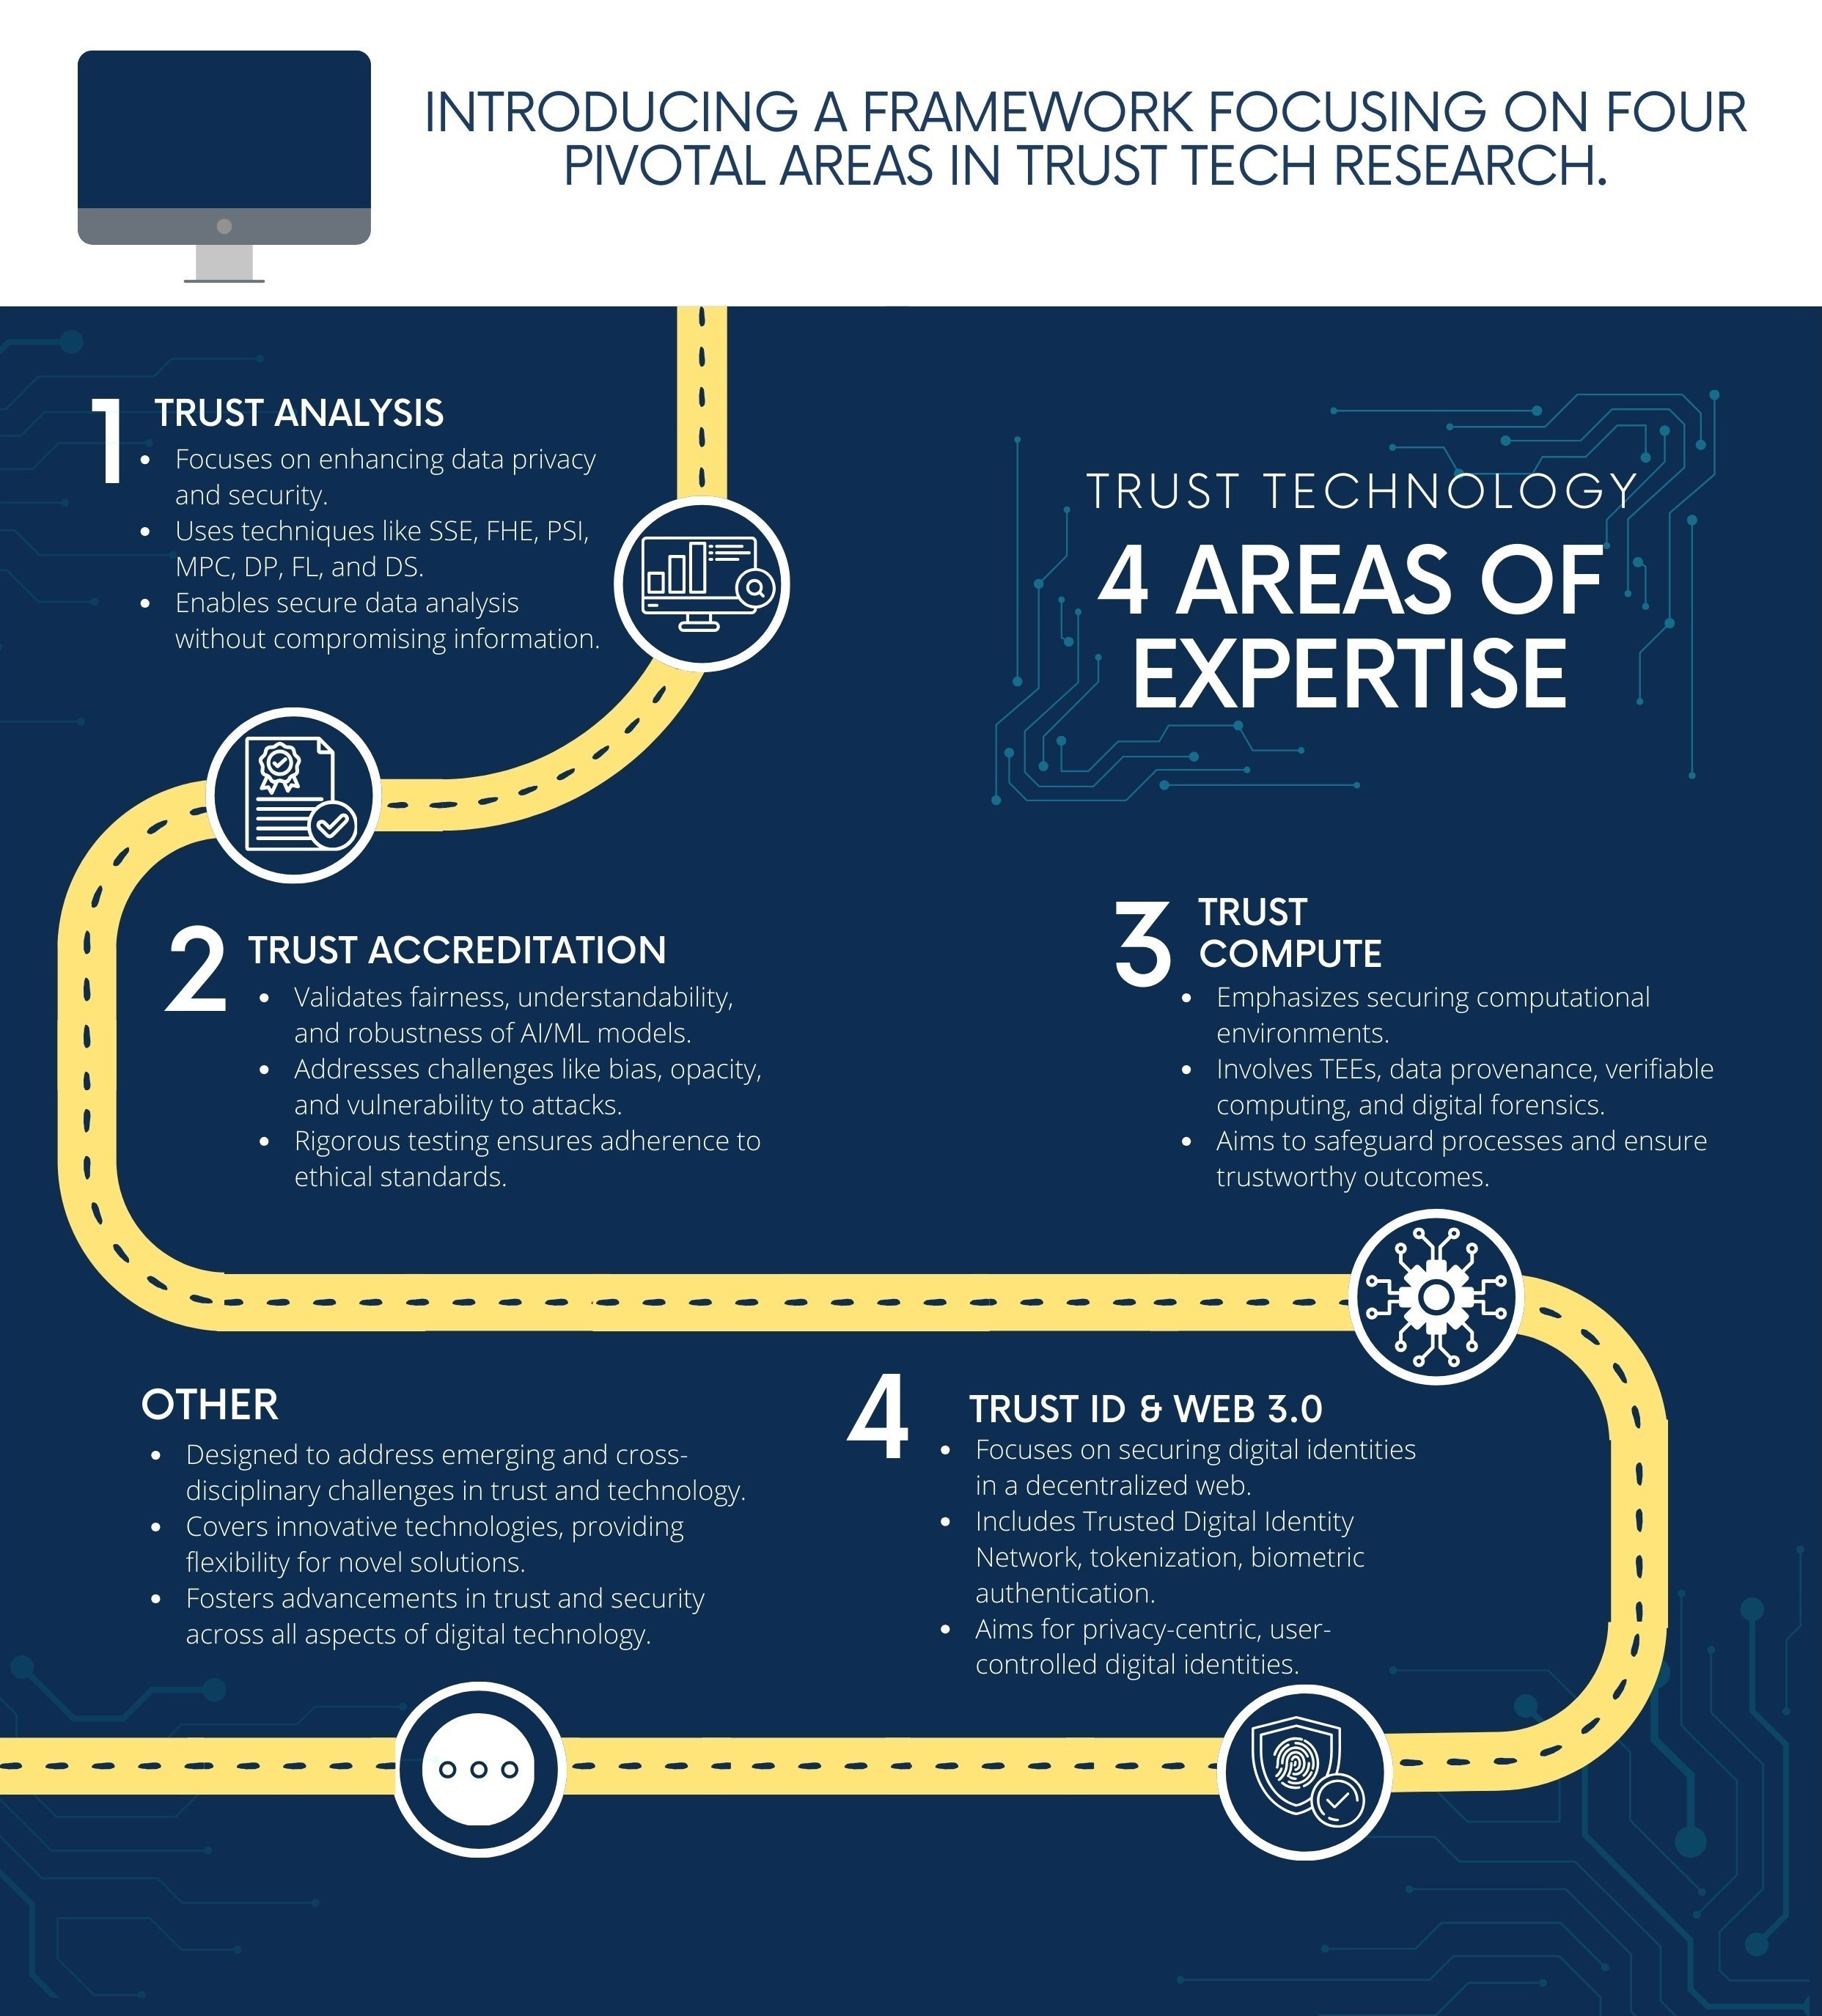 INTRODUCING A FRAMEWORK FOCUSING ON FOUR
PIVOTAL AREAS IN TRUST TECH RESEARCH.
1
TRUST ANALYSIS
• Focuses on enhancing data privacy
and security.
• Uses techniques like SSE, FHE, PSI,
MPC, DP, FL, and DS.
• Enables secure data analysis
without compromising information.
TRUST TECHNOLOGY
4 AREAS OF
EXPERTISE
2
TRUST ACCREDITATION
• Validates fairness, understandability,
and robustness of AI/ML models.
• Addresses challenges like bias, opacity,
and vulnerability to attacks.
• Rigorous testing ensures adherence to
ethical standards.
3
TRUST
COMPUTE
• Emphasizes securing computational
environments.
• Involves TEEs, data provenance, verifiable
computing, and digital forensics.
• Aims to safeguard processes and ensure
trustworthy outcomes.
4
TRUST ID & WEB 3.0
• Focuses on securing digital identities
in a decentralized web.
• Includes Trusted Digital Identity
Network, tokenization, biometric
authentication.
• Aims for privacy-centric, user-
controlled digital identities.
OTHER
• Designed to address emerging and cross-
disciplinary challenges in trust and technology.
• Covers innovative technologies, providing
flexibility for novel solutions.
• Fosters advancements in trust and security
across all aspects of digital technology.